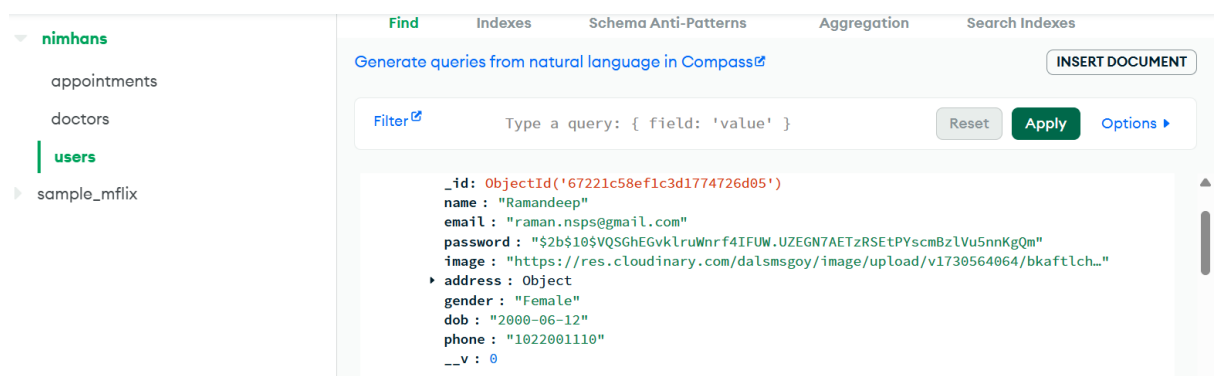 nimhans
appointments
doctors
users
sample_mflix
Find Indexes Schema Anti-Patterns Aggregation Search Indexes
Generate queries from natural language in Compass
INSERT DOCUMENT
Filter Type a query: { field: 'value' } Reset Apply Options
_id: ObjectId('67221c58ef1c3d1774726d05')
name : "Ramandeep"
email : "raman.nsps@gmail.com"
password : "$2b$10$VQSGhEGvklruWnrf4IFUW.UZEGN7AETzRSEtPYscmBzlVu5nnKgQm"
image : "https://res.cloudinary.com/dalsmsgoy/image/upload/v1730564064/bkaftlch…"
address : Object
gender : "Female"
dob : "2000-06-12"
phone : "1022001110"
__v : 0